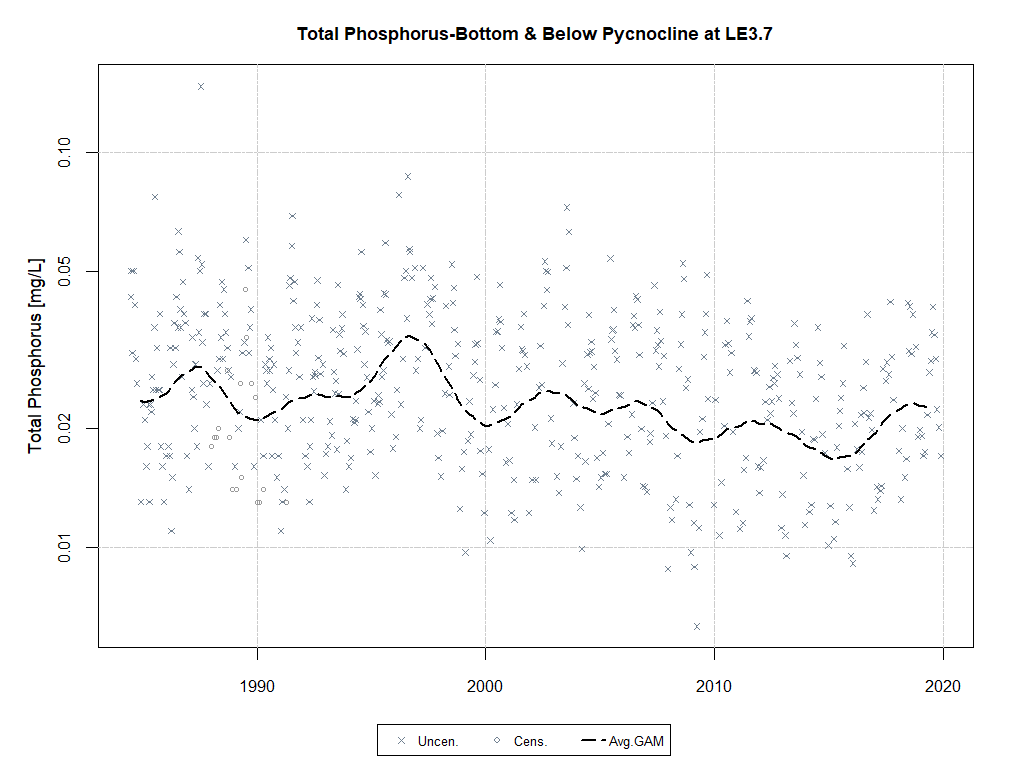 Total Phosphorus-Bottom & Below Pycnocline at LE3.7
Total Phosphorus [mg/L]
0.10
0.05
0.02
0.01
1990 2000 2010 2020
Uncen. Cens. Avg.GAM